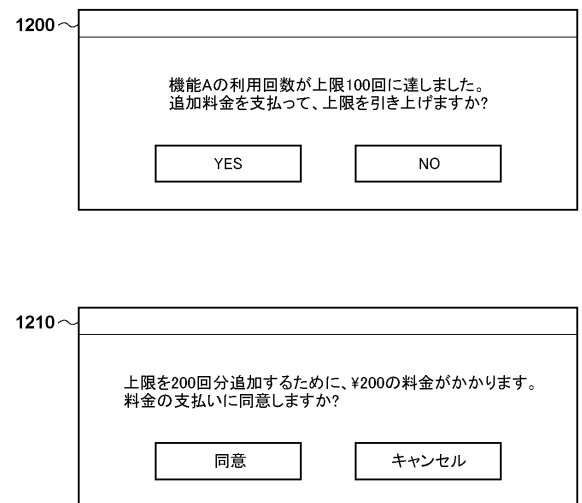 1200
機能Aの利用回数が上限100回に達しました。
追加料金を支払って、上限を引き上げますか?
YES
NO
1210
上限を200回分追加するために、¥200の料金がかかります。
料金の支払いに同意しますか?
同意
キャンセル